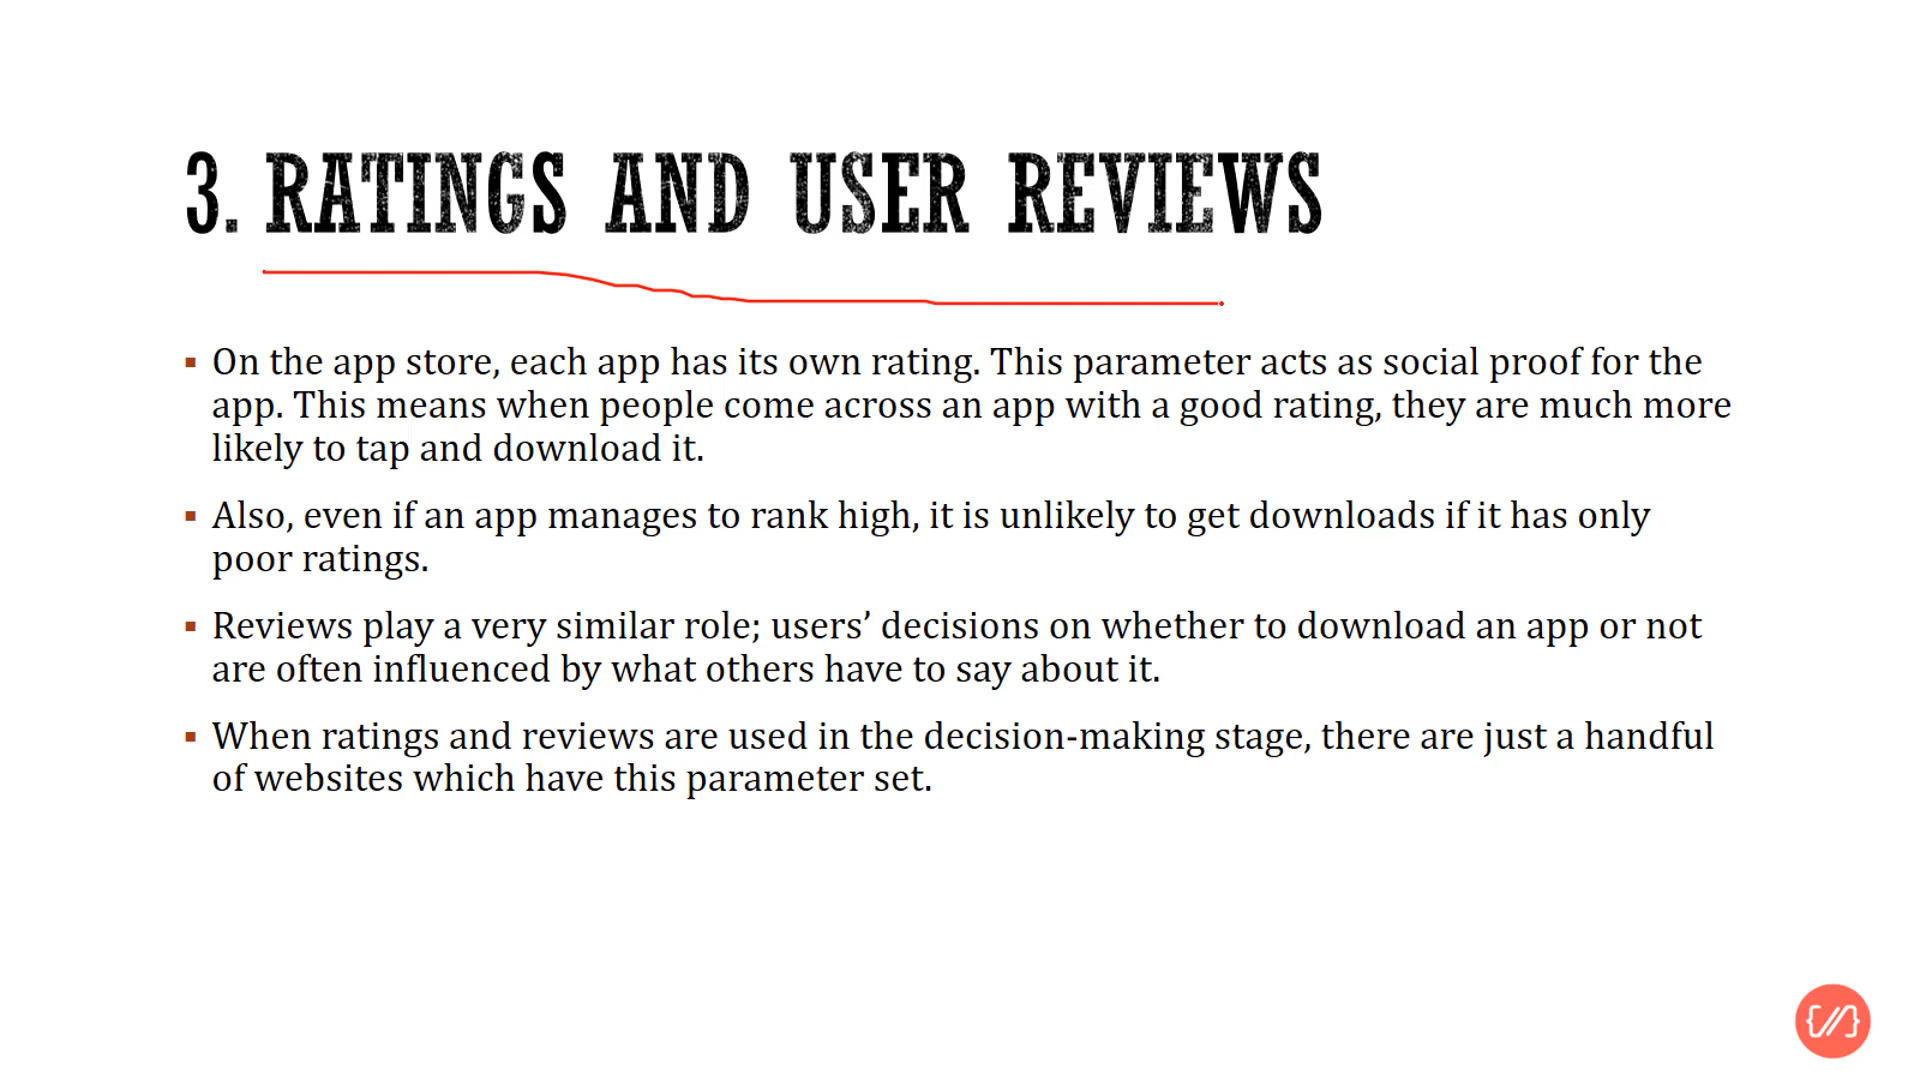 3. RATINGS AND USER REVIEWS
▪ On the app store, each app has its own rating. This parameter acts as social proof for the
app. This means when people come across an app with a good rating, they are much more
likely to tap and download it.
▪ Also, even if an app manages to rank high, it is unlikely to get downloads if it has only
poor ratings.
▪ Reviews play a very similar role; users’ decisions on whether to download an app or not
are often influenced by what others have to say about it.
▪ When ratings and reviews are used in the decision-making stage, there are just a handful
of websites which have this parameter set.
{//}